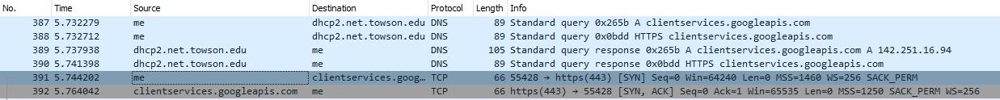 No. Time Source Destination Protocol Length Info
387 5.732279 me dhcp2.net.towson.edu DNS 89 Standard query 0x265b A clientservices.googleapis.com
388 5.732712 me dhcp2.net.towson.edu DNS 89 Standard query 0x0bdd HTTPS clientservices.googleapis.com
389 5.737938 dhcp2.net.towson.edu me DNS 105 Standard query response 0x265b A clientservices.googleapis.com A 142.251.16.94
390 5.741398 dhcp2.net.towson.edu me DNS 89 Standard query response 0x0bdd HTTPS clientservices.googleapis.com
391 5.744202 me clientservices.goog… TCP 66 55428 → https(443) [SYN] Seq=0 Win=64240 Len=0 MSS=1460 WS=256 SACK_PERM
392 5.764042 clientservices.googleapis.com me TCP 66 https(443) → 55428 [SYN, ACK] Seq=0 Ack=1 Win=65535 Len=0 MSS=1250 SACK_PERM WS=256